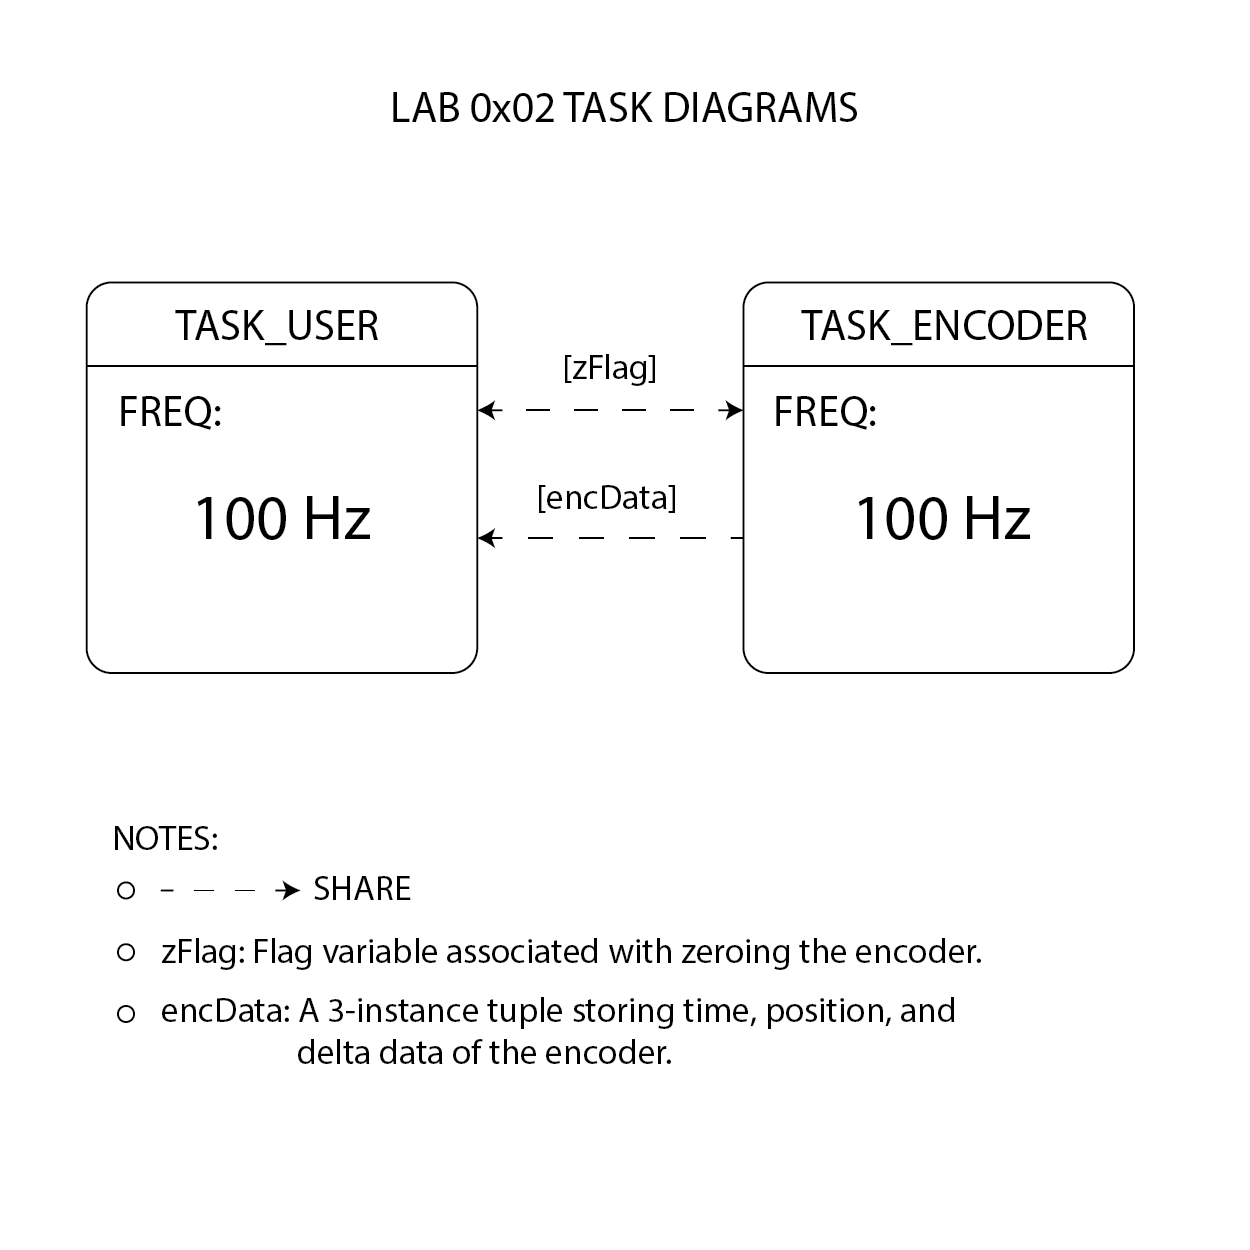 LAB 0x02 TASK DIAGRAMS
TASK_USER
FREQ:
100 Hz
[zFlag]
[encData]
TASK_ENCODER
FREQ:
100 Hz
NOTES:
SHARE
zFlag: Flag variable associated with zeroing the encoder.
encData: A 3-instance tuple storing time, position, and
delta data of the encoder.